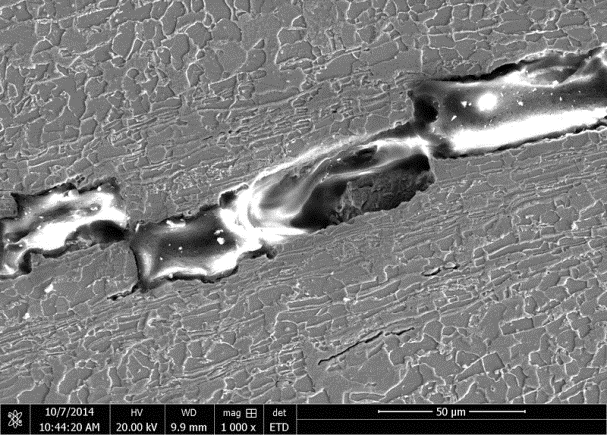 10/7/2014 HV WD mag det
10:44:20 AM 20.00 kV 9.9 mm 1 000 x ETD
50 µm